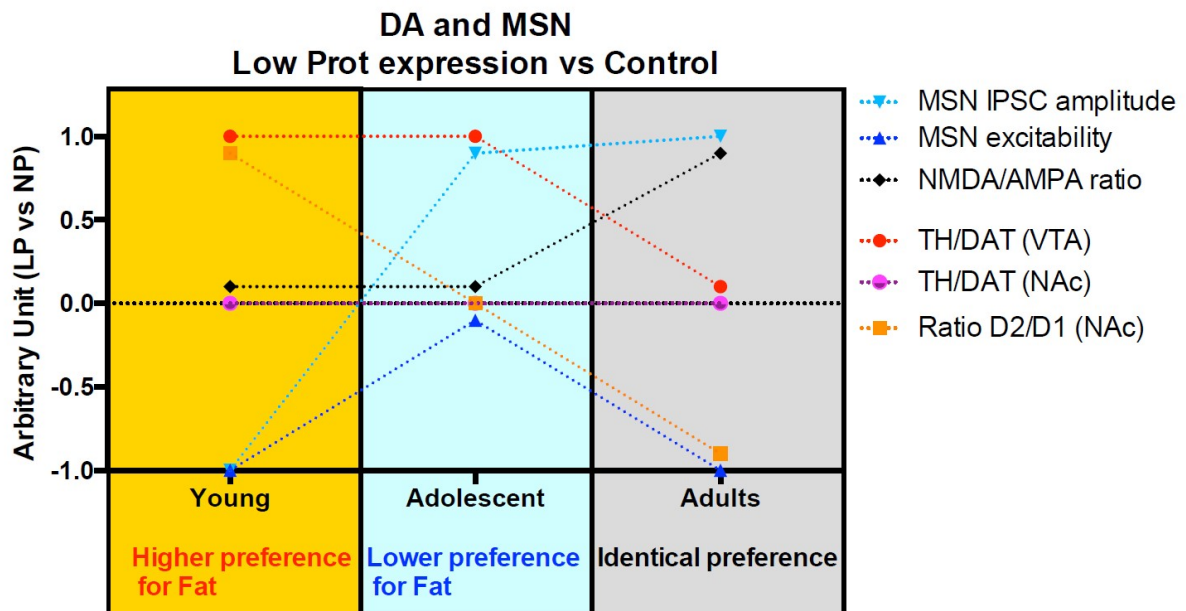 DA and MSN
Low Prot expression vs Control
Arbitrary Unit (LP vs NP)
1.0
0.5
0.0
-0.5
-1.0
Young
Adolescent
Adults
Higher preference
for Fat
Lower preference
for Fat
Identical preference
MSN IPSC amplitude
MSN excitability
NMDA/AMPA ratio
TH/DAT (VTA)
TH/DAT (NAc)
Ratio D2/D1 (NAc)